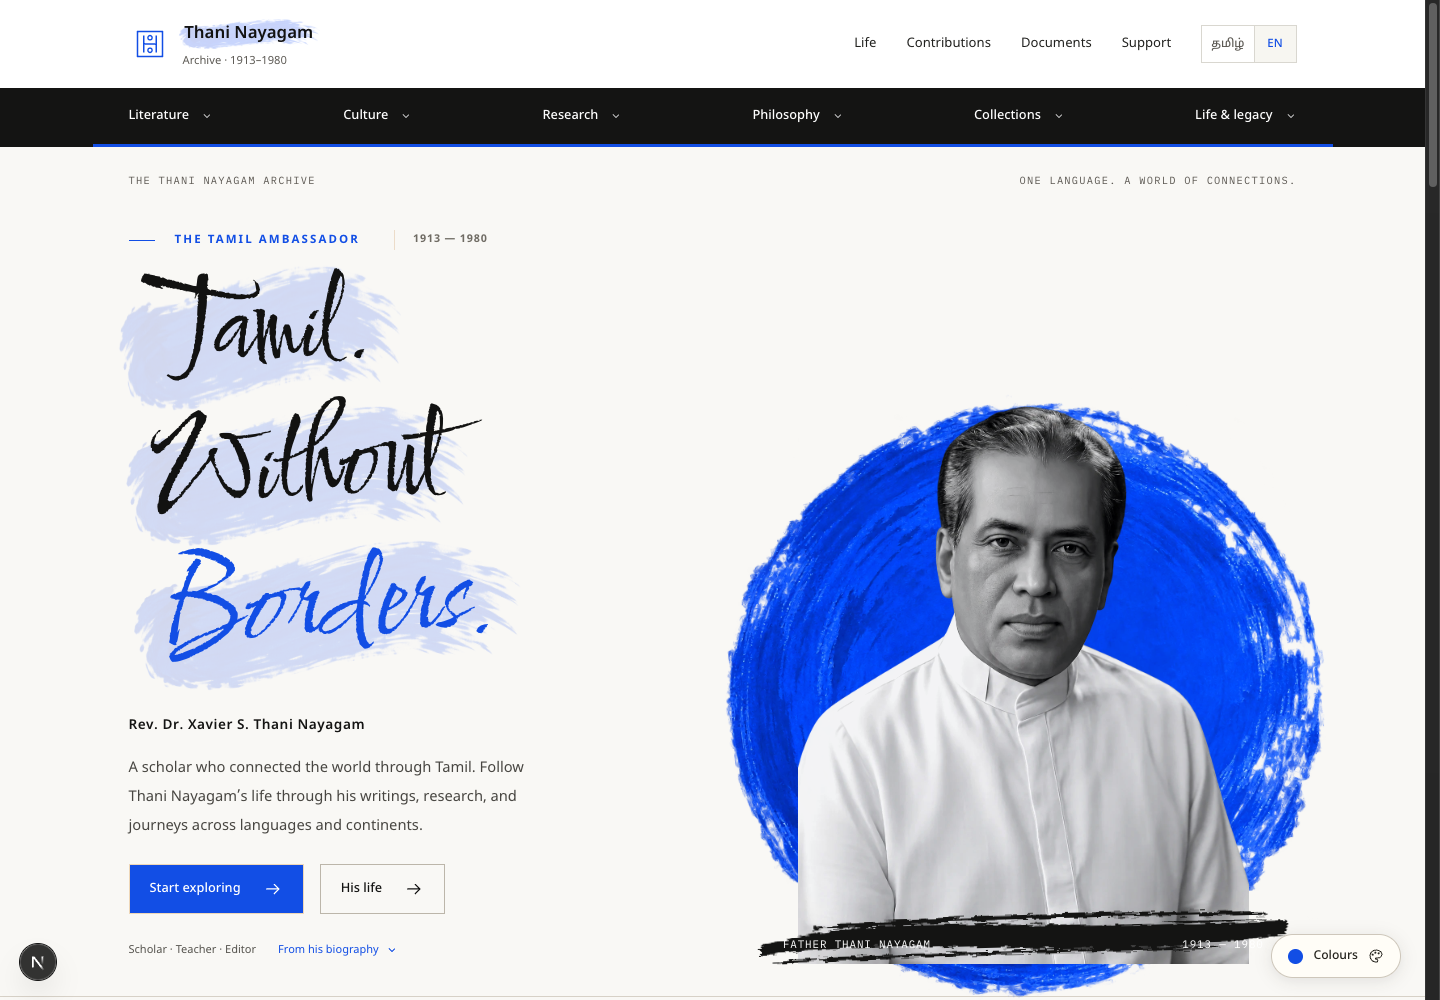 Thani Nayagam
Archive · 1913–1980
Life Contributions Documents Support தமிழ் EN
Literature Culture Research Philosophy Collections Life & legacy
THE THANI NAYAGAM ARCHIVE
ONE LANGUAGE. A WORLD OF CONNECTIONS.
THE TAMIL AMBASSADOR 1913 — 1980
Tamil.
Without
Borders.
Rev. Dr. Xavier S. Thani Nayagam
A scholar who connected the world through Tamil. Follow
Thani Nayagam’s life through his writings, research, and
journeys across languages and continents.
Start exploring His life
Scholar · Teacher · Editor From his biography
FATHER THANI NAYAGAM 1913 –
N Colours